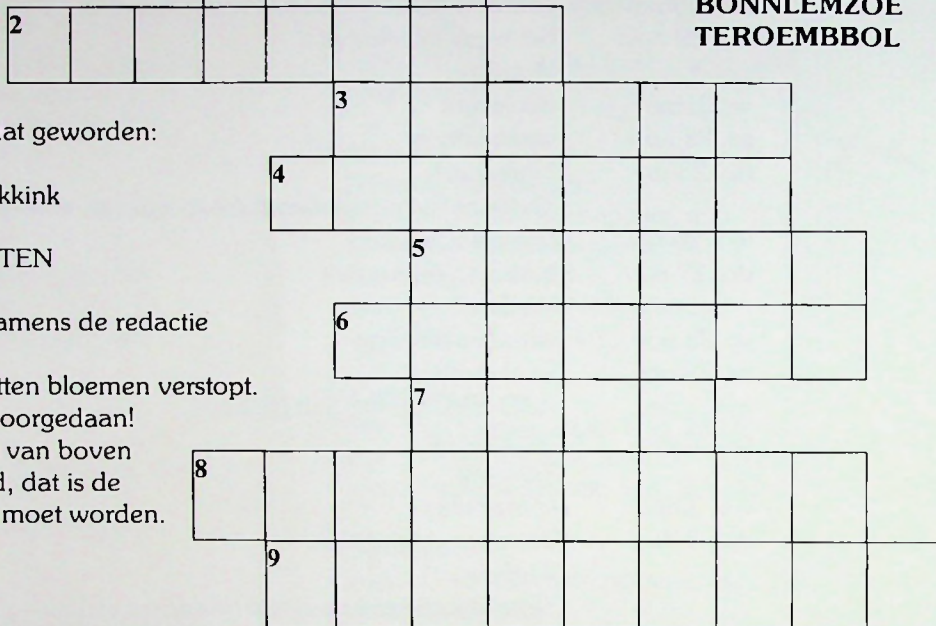 BONNLEMZOE
TEROEMBBOL
2
3
at geworden:
4
kkink
5
TEN
6
amens de redactie
tten bloemen verstopt.
7
oorgedaan!
van boven
8
d, dat is de
moet worden.
9